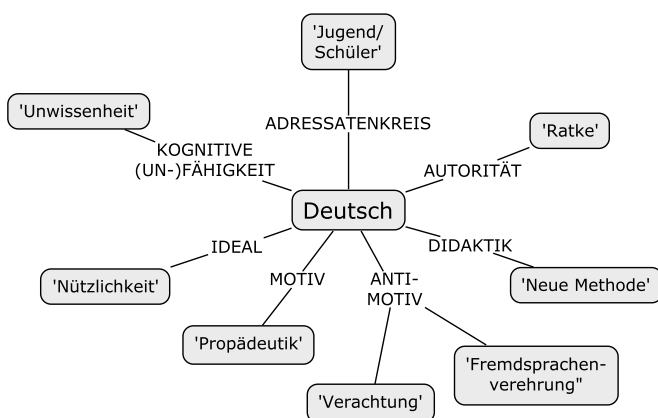 'Jugend/
Schüler'
'Unwissenheit'
ADRESSATENKREIS
'Ratke'
KOGNITIVE
(UN-)FÄHIGKEIT
AUTORITÄT
Deutsch
IDEAL
DIDAKTIK
'Nützlichkeit'
MOTIV
ANTI-
MOTIV
'Neue Methode'
'Propädeutik'
'Fremdsprachen-
verehrung"
'Verachtung'